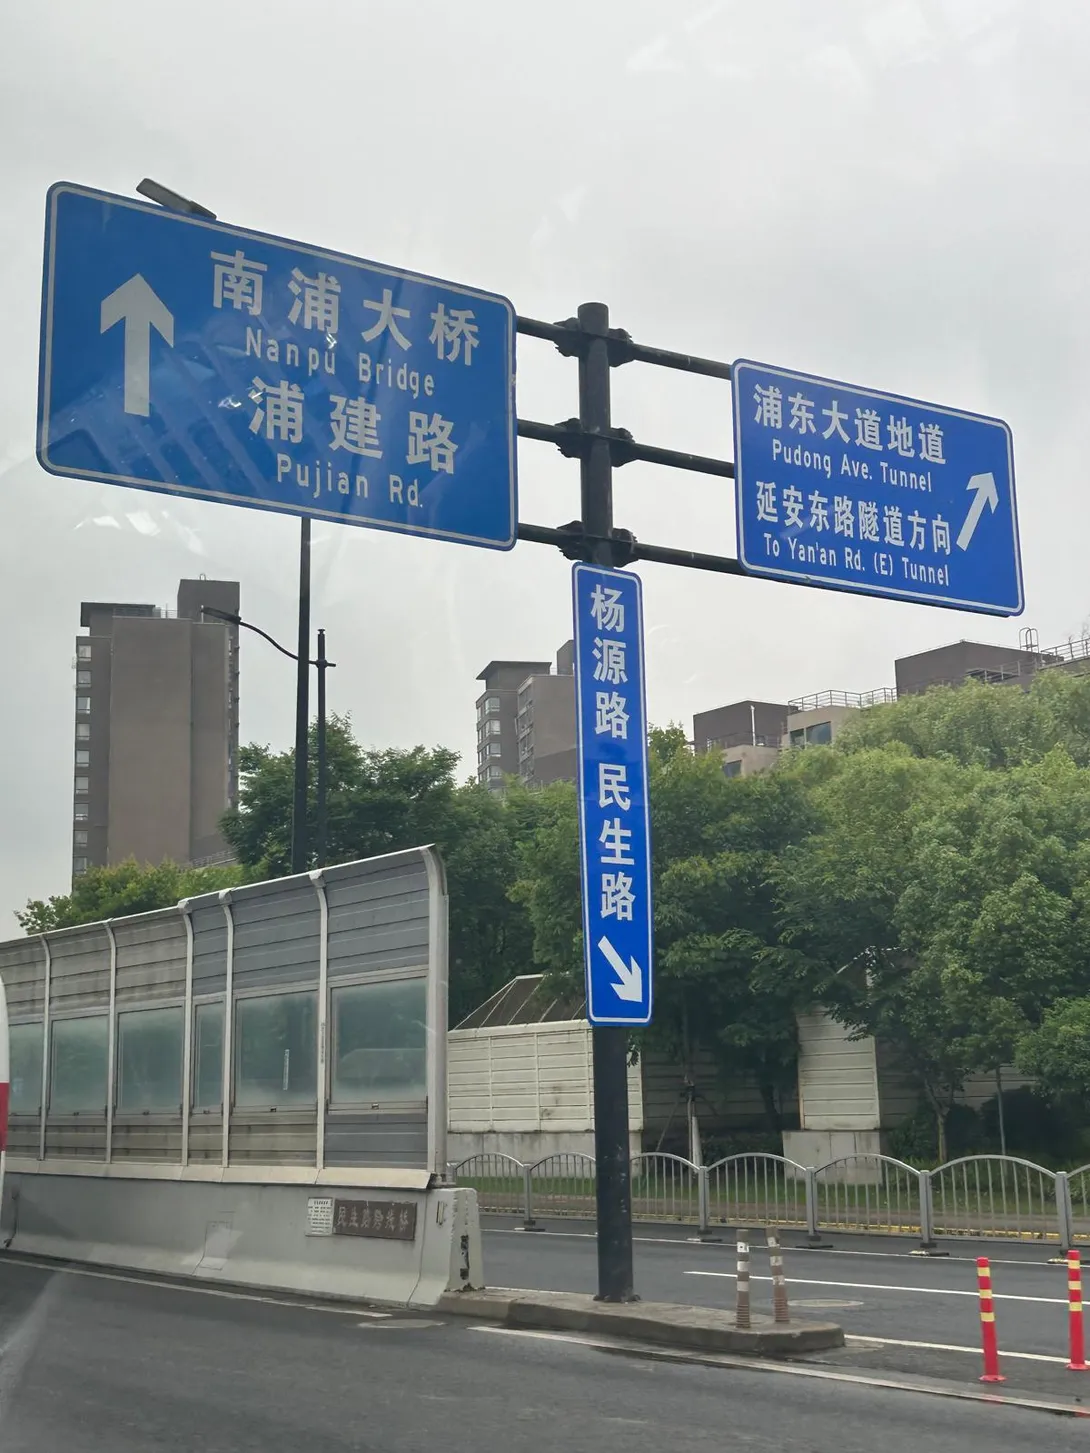 南浦大桥
Nanpu Bridge
浦建路
Pujian Rd.
浦东大道地道
Pudong Ave. Tunnel
延安东路隧道方向
To Yan'an Rd. (E) Tunnel
杨源路 民生路
民生路跨线桥